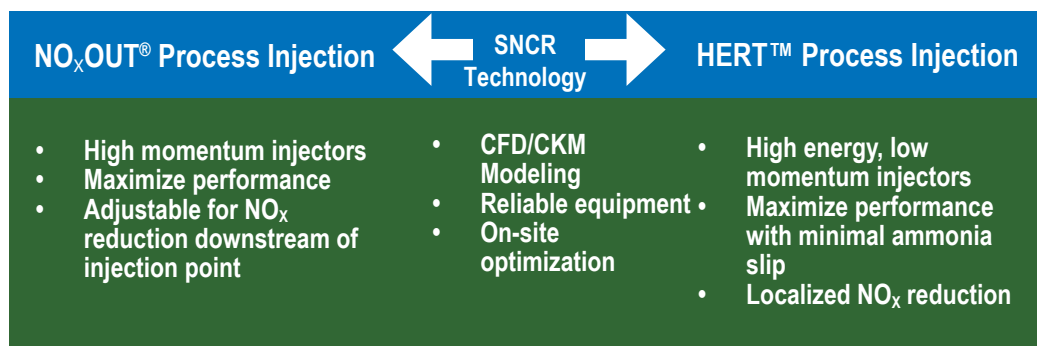 NOxOUT® Process Injection
SNCR
Technology
HERT™ Process Injection
• High momentum injectors
• Maximize performance
• Adjustable for NOx
reduction downstream of
injection point
• CFD/CKM
Modeling
• Reliable equipment
• On-site
optimization
• High energy, low
momentum injectors
• Maximize performance
with minimal ammonia
slip
• Localized NOx reduction